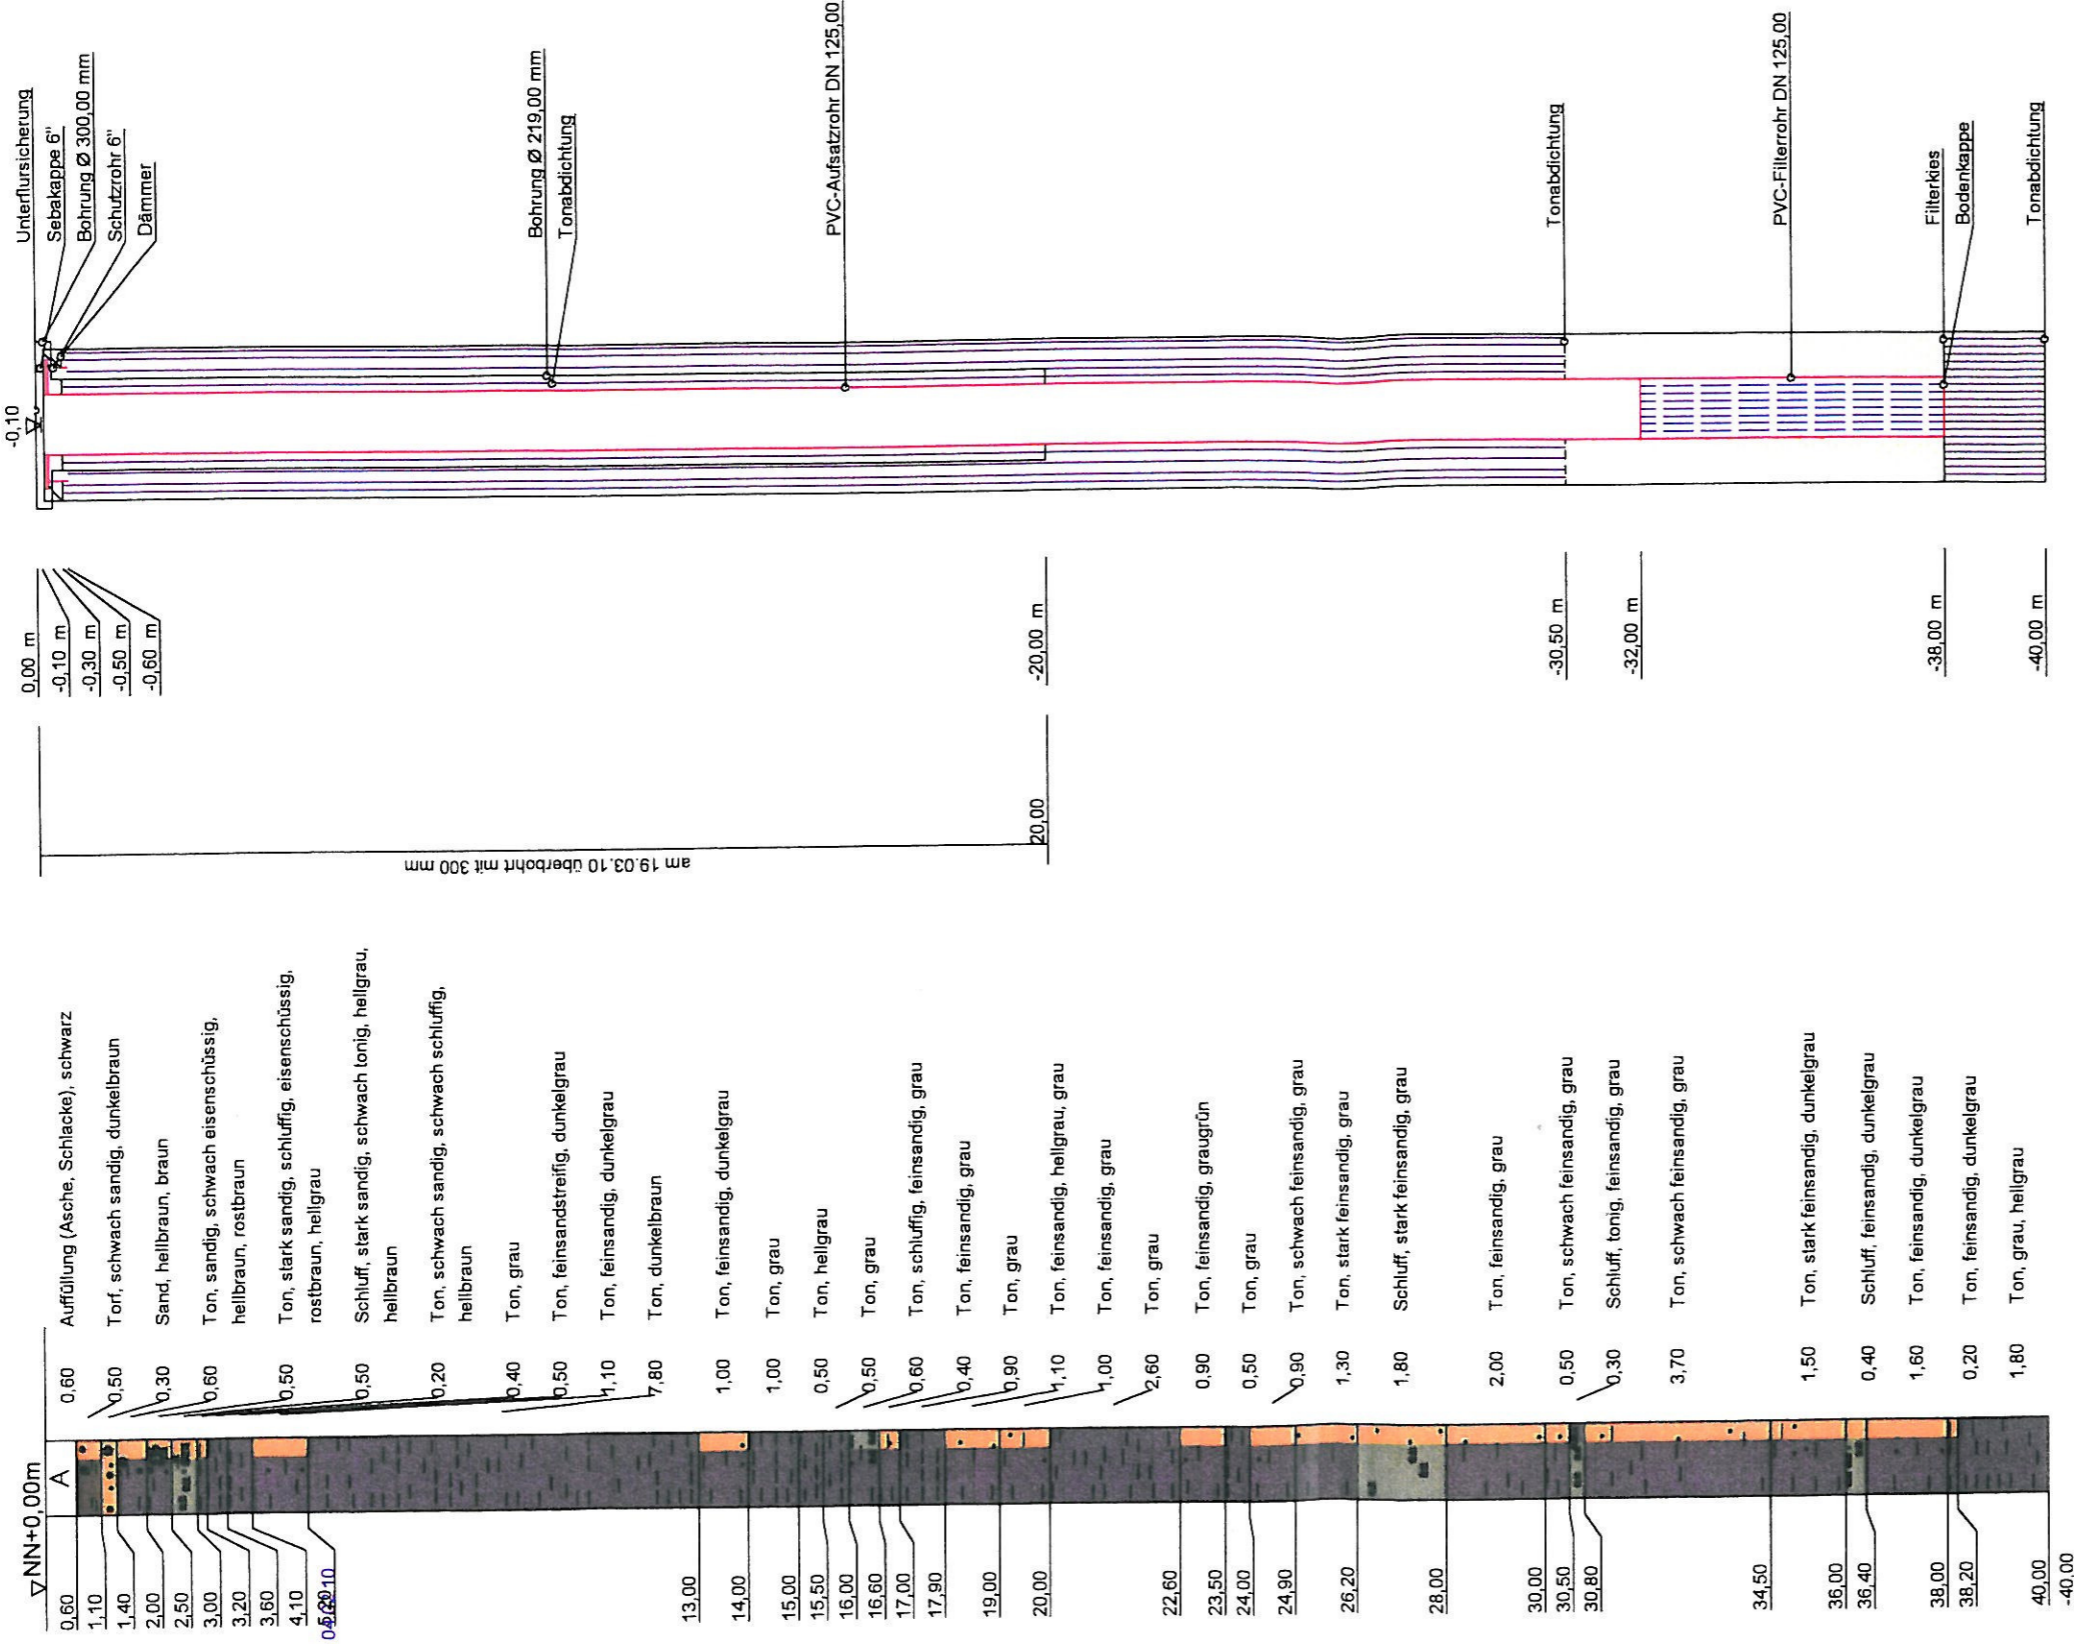 ▽NN+0,00m
A
0,60
1,10
1,40
2,00
2,50
3,00
3,20
3,60
4,10
5,20
13,00
14,00
15,00
15,50
16,00
16,60
17,00
17,90
19,00
20,00
22,60
23,50
24,00
24,90
26,20
28,00
30,00
30,50
30,80
34,50
36,00
36,40
38,00
38,20
40,00
-40,00
0,60 Auffüllung (Asche, Schlacke), schwarz
0,50 Torf, schwach sandig, dunkelbraun
0,30 Sand, hellbraun, braun
0,60 Ton, sandig, schwach eisenschüssig,
hellbraun, rostbraun
0,50 Ton, stark sandig, schluffig, eisenschüssig,
rostbraun, hellgrau
0,50 Schluff, stark sandig, schwach tonig, hellgrau,
hellbraun
0,20 Ton, schwach sandig, schwach schluffig,
hellbraun
0,40 Ton, grau
0,50 Ton, feinsandstreifig, dunkelgrau
1,10 Ton, feinsandig, dunkelgrau
7,80 Ton, dunkelbraun
1,00 Ton, feinsandig, dunkelgrau
1,00 Ton, grau
0,50 Ton, hellgrau
0,50 Ton, grau
0,60 Ton, schluffig, feinsandig, grau
0,40 Ton, feinsandig, grau
0,90 Ton, grau
1,10 Ton, feinsandig, hellgrau, grau
1,00 Ton, feinsandig, grau
2,60 Ton, grau
0,90 Ton, feinsandig, graugrün
0,50 Ton, grau
0,90 Ton, schwach feinsandig, grau
1,30 Ton, stark feinsandig, grau
1,80 Schluff, stark feinsandig, grau
2,00 Ton, feinsandig, grau
0,50 Ton, schwach feinsandig, grau
0,30 Schluff, tonig, feinsandig, grau
3,70 Ton, schwach feinsandig, grau
1,50 Ton, stark feinsandig, dunkelgrau
0,40 Schluff, feinsandig, dunkelgrau
1,60 Ton, feinsandig, dunkelgrau
0,20 Ton, feinsandig, dunkelgrau
1,80 Ton, grau, hellgrau
am 19.03.10 überbohrt mit 300 mm
20,00
0,00 m
-0,10 m
-0,30 m
-0,50 m
-0,60 m
-20,00 m
-30,50 m
-32,00 m
-38,00 m
-40,00 m
-0,10
Unterflursicherung
Sebakappe 6"
Bohrung Ø 300,00 mm
Schutzrohr 6"
Dämmer
Bohrung Ø 219,00 mm
Tonabdichtung
PVC-Aufsatzrohr DN 125,00
Tonabdichtung
PVC-Filterrohr DN 125,00
Filterkies
Bodenkappe
Tonabdichtung